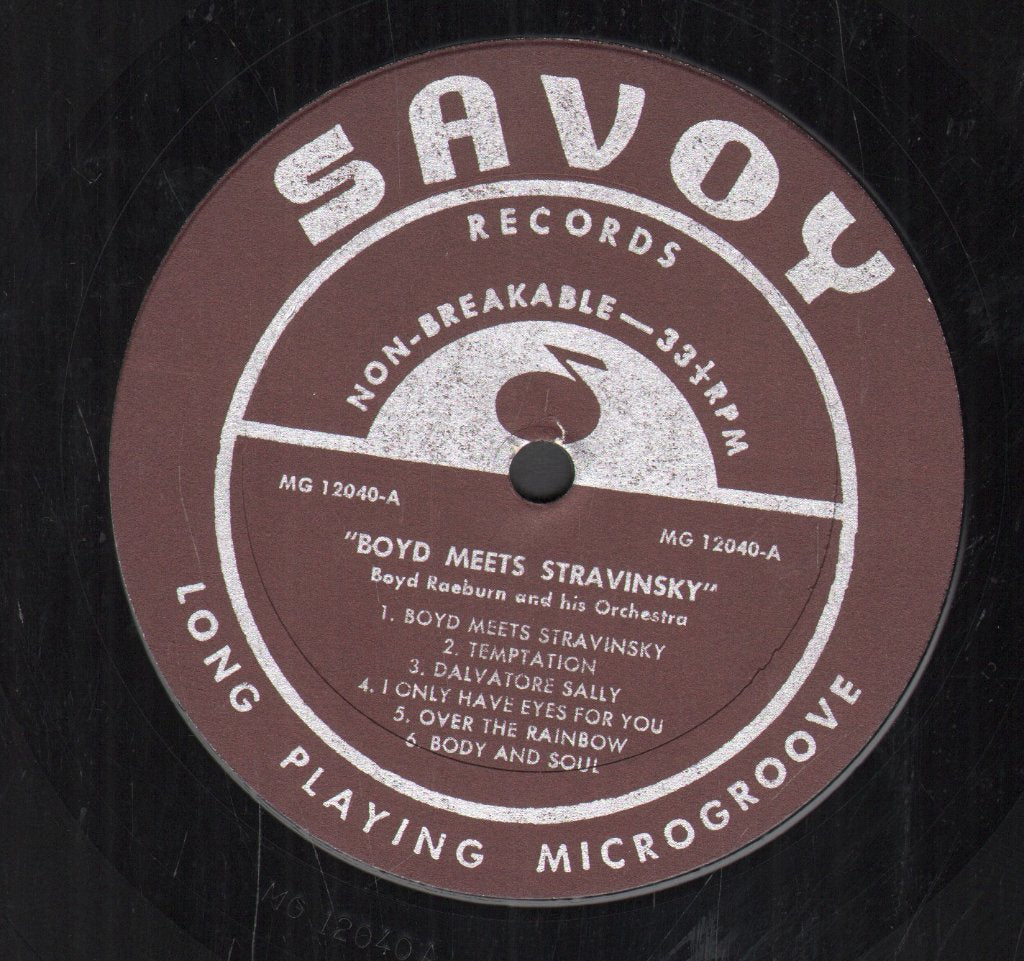 SAVOY
RECORDS
NON-BREAKABLE—33⅓RPM
MG 12040-A
MG 12040-A
"BOYD MEETS STRAVINSKY"
Boyd Raeburn and his Orchestra
1. BOYD MEETS STRAVINSKY
2. TEMPTATION
3. DALVATORE SALLY
4. I ONLY HAVE EYES FOR YOU
5. OVER THE RAINBOW
6. BODY AND SOUL
LONG PLAYING MICROGROOVE
MG 12040A